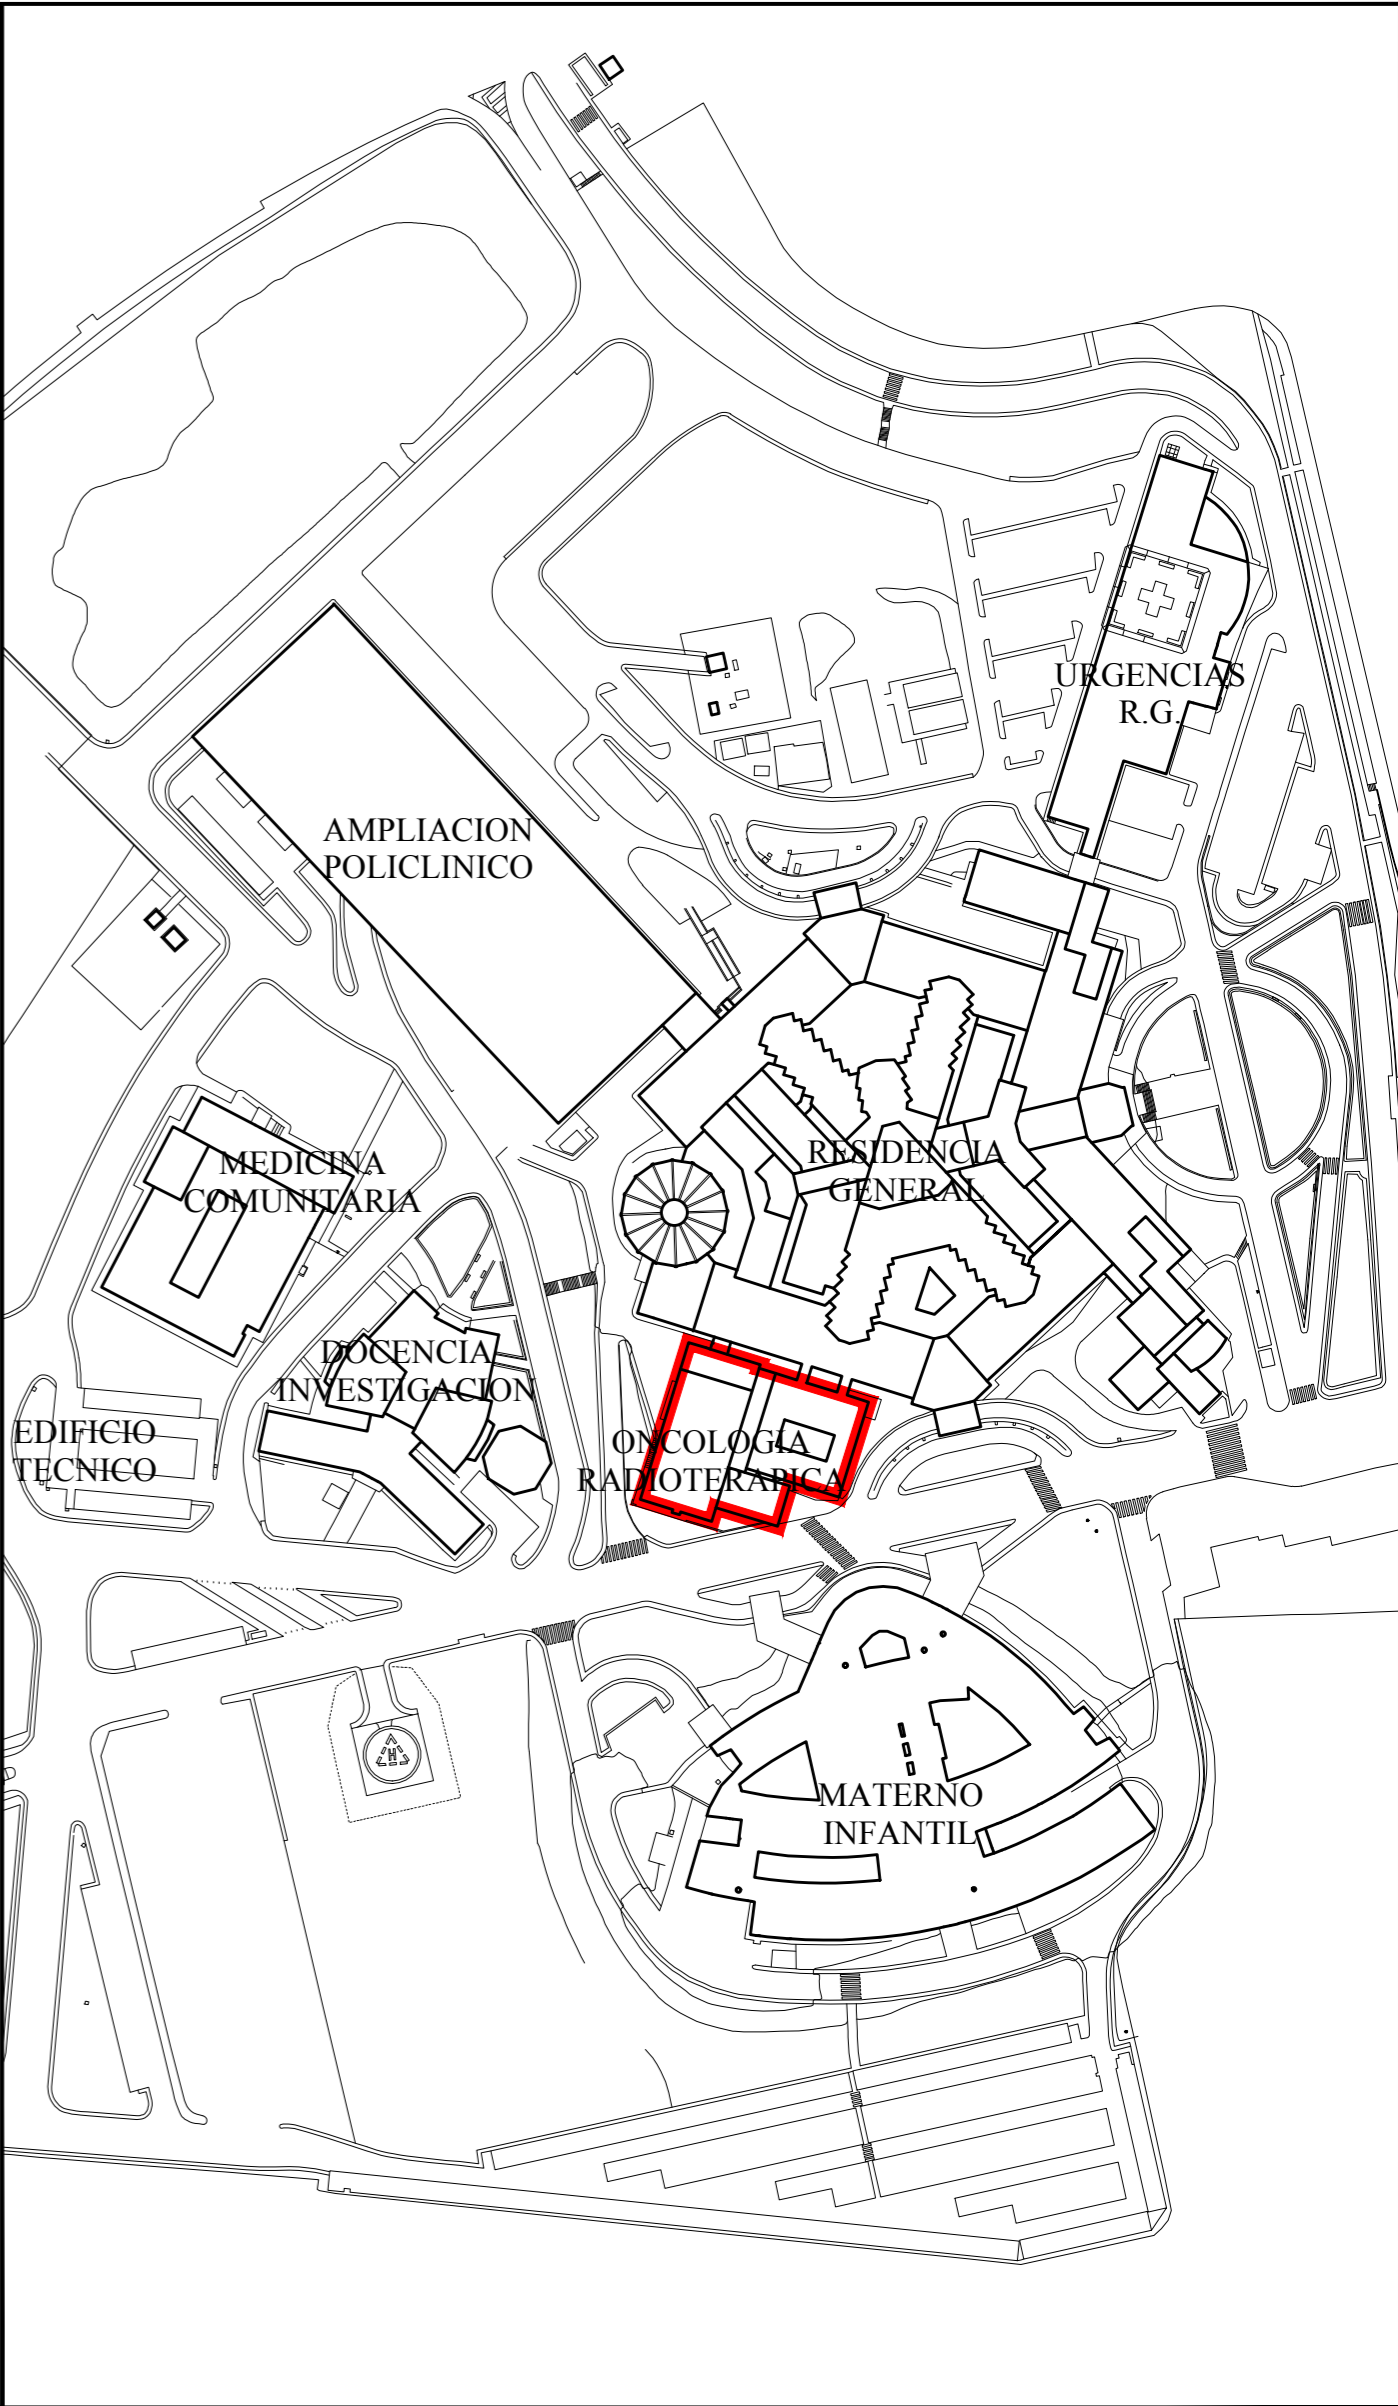 URGENCIAS
R.G.
AMPLIACION
POLICLINICO
RESIDENCIA
GENERAL
MEDICINA
COMUNITARIA
DOCENCIA
INVESTIGACION
EDIFICIO
TECNICO
ONCOLOGIA
RADIOTERAPICA
H
MATERNO
INFANTIL